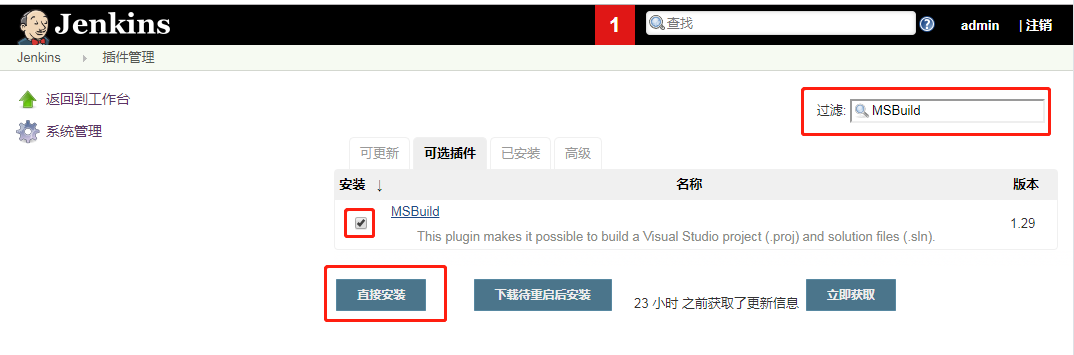 Jenkins
1
查找
admin
| 注销
Jenkins
插件管理
返回到工作台
系统管理
过滤: MSBuild
可更新
可选插件
已安装
高级
安装 ↓
名称
版本
MSBuild
1.29
This plugin makes it possible to build a Visual Studio project (.proj) and solution files (.sln).
直接安装
下载待重启后安装
23 小时 之前获取了更新信息
立即获取